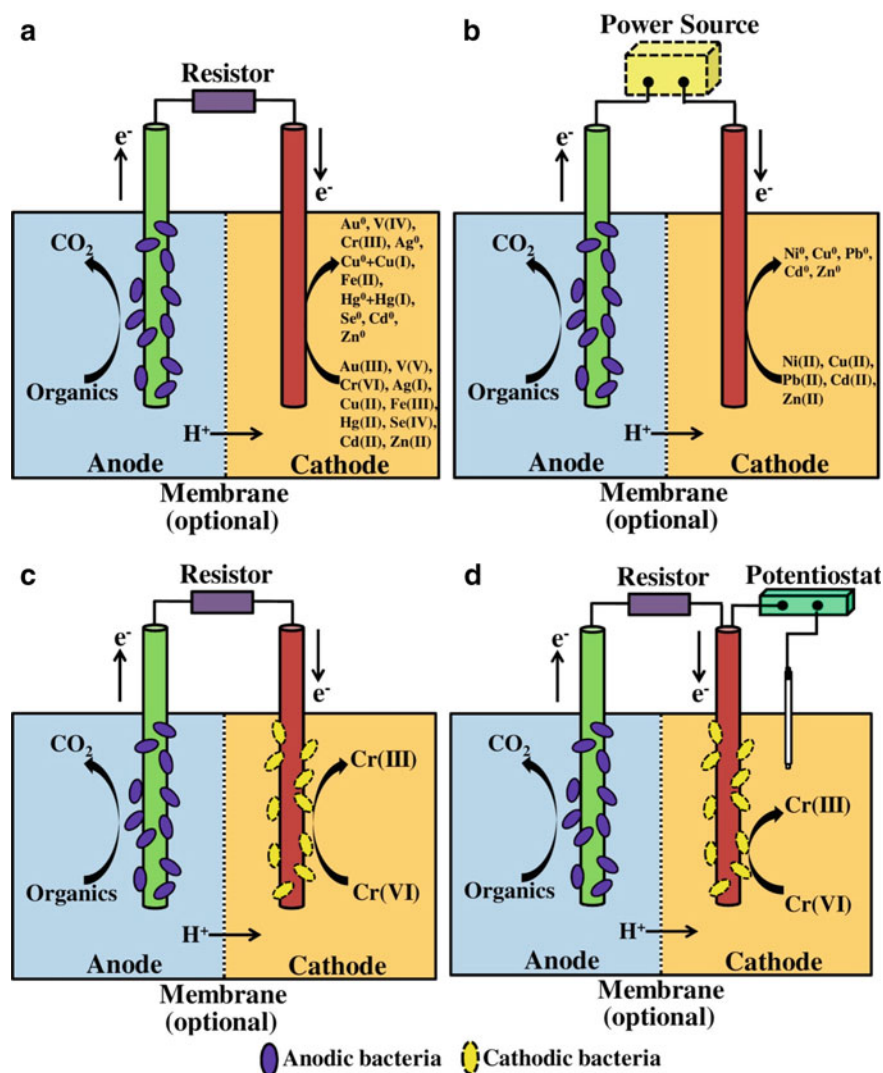 a
Resistor
e⁻
e⁻
CO₂
Organics
Au⁰, V(IV),
Cr(III), Ag⁰,
Cu⁰+Cu(I),
Fe(II),
Hg⁰+Hg(I),
Se⁰, Cd⁰,
Zn⁰
Au(III), V(V),
Cr(VI), Ag(I),
Cu(II), Fe(III),
Hg(II), Se(IV),
Cd(II), Zn(II)
H⁺
Anode
Cathode
Membrane
(optional)
b
Power Source
e⁻
e⁻
CO₂
Organics
Ni⁰, Cu⁰, Pb⁰,
Cd⁰, Zn⁰
Ni(II), Cu(II),
Pb(II), Cd(II),
Zn(II)
H⁺
Anode
Cathode
Membrane
(optional)
c
Resistor
e⁻
e⁻
CO₂
Organics
Cr(III)
Cr(VI)
H⁺
Anode
Cathode
Membrane
(optional)
d
Resistor
Potentiostat
e⁻
e⁻
CO₂
Organics
Cr(III)
Cr(VI)
H⁺
Anode
Cathode
Membrane
(optional)
Anodic bacteria
Cathodic bacteria